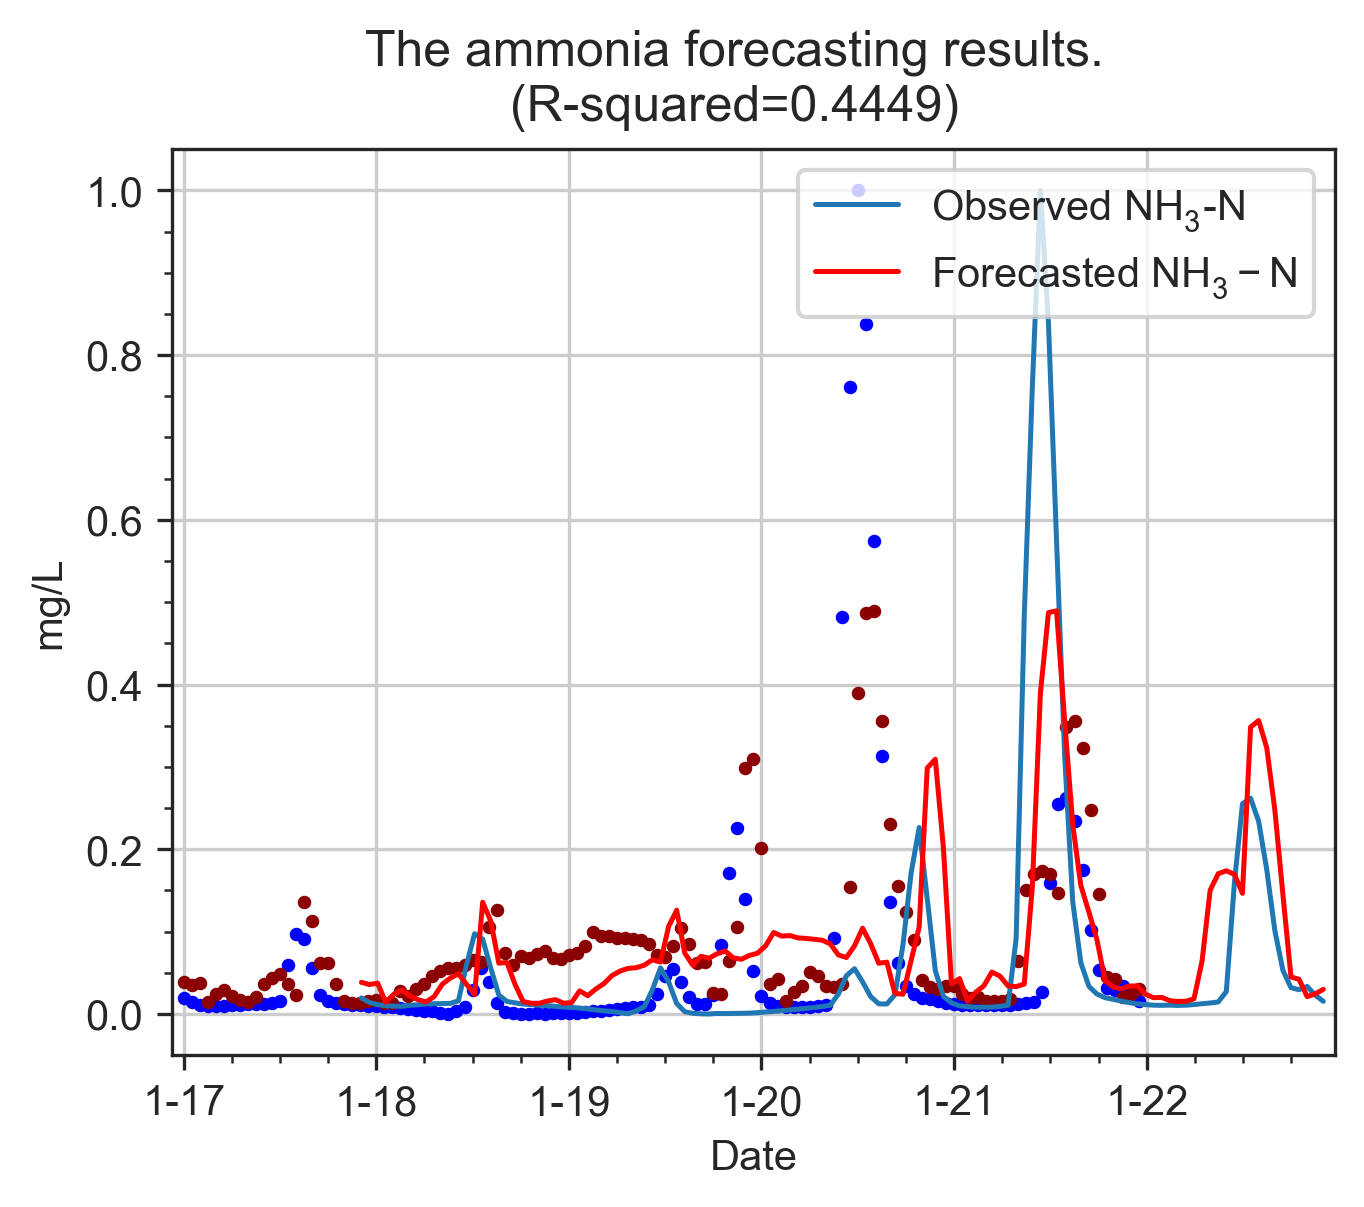 The ammonia forecasting results.
(R-squared=0.4449)
Observed NH₃-N
Forecasted NH₃ − N
1.0
0.8
0.6
0.4
0.2
0.0
mg/L
1-17 1-18 1-19 1-20 1-21 1-22
Date